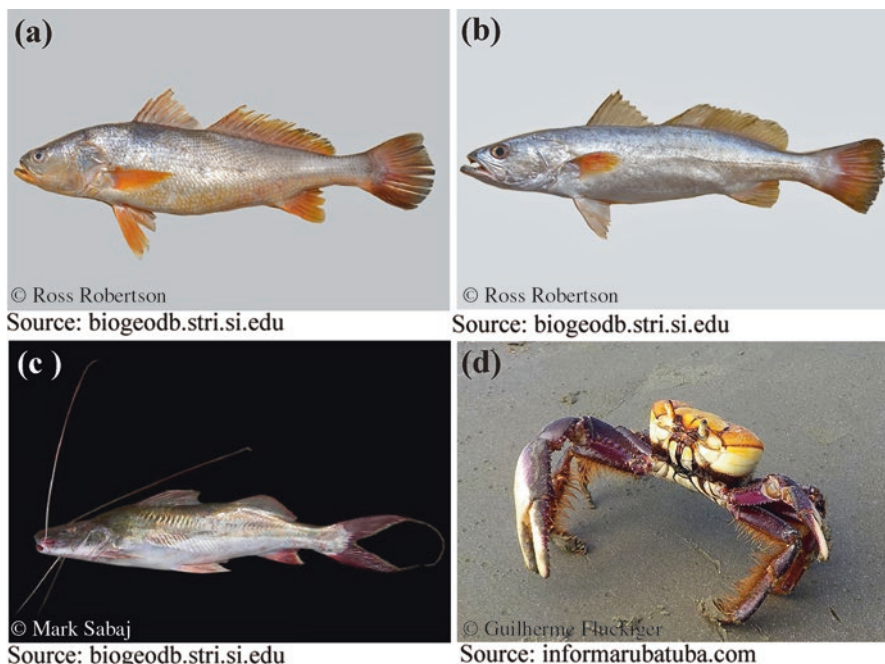 (a)
(b)
© Ross Robertson
© Ross Robertson
Source: biogeodb.stri.si.edu
Source: biogeodb.stri.si.edu
(c)
(d)
© Mark Sabaj
© Guilherme Fluckiger
Source: biogeodb.stri.si.edu
Source: informarubatuba.com